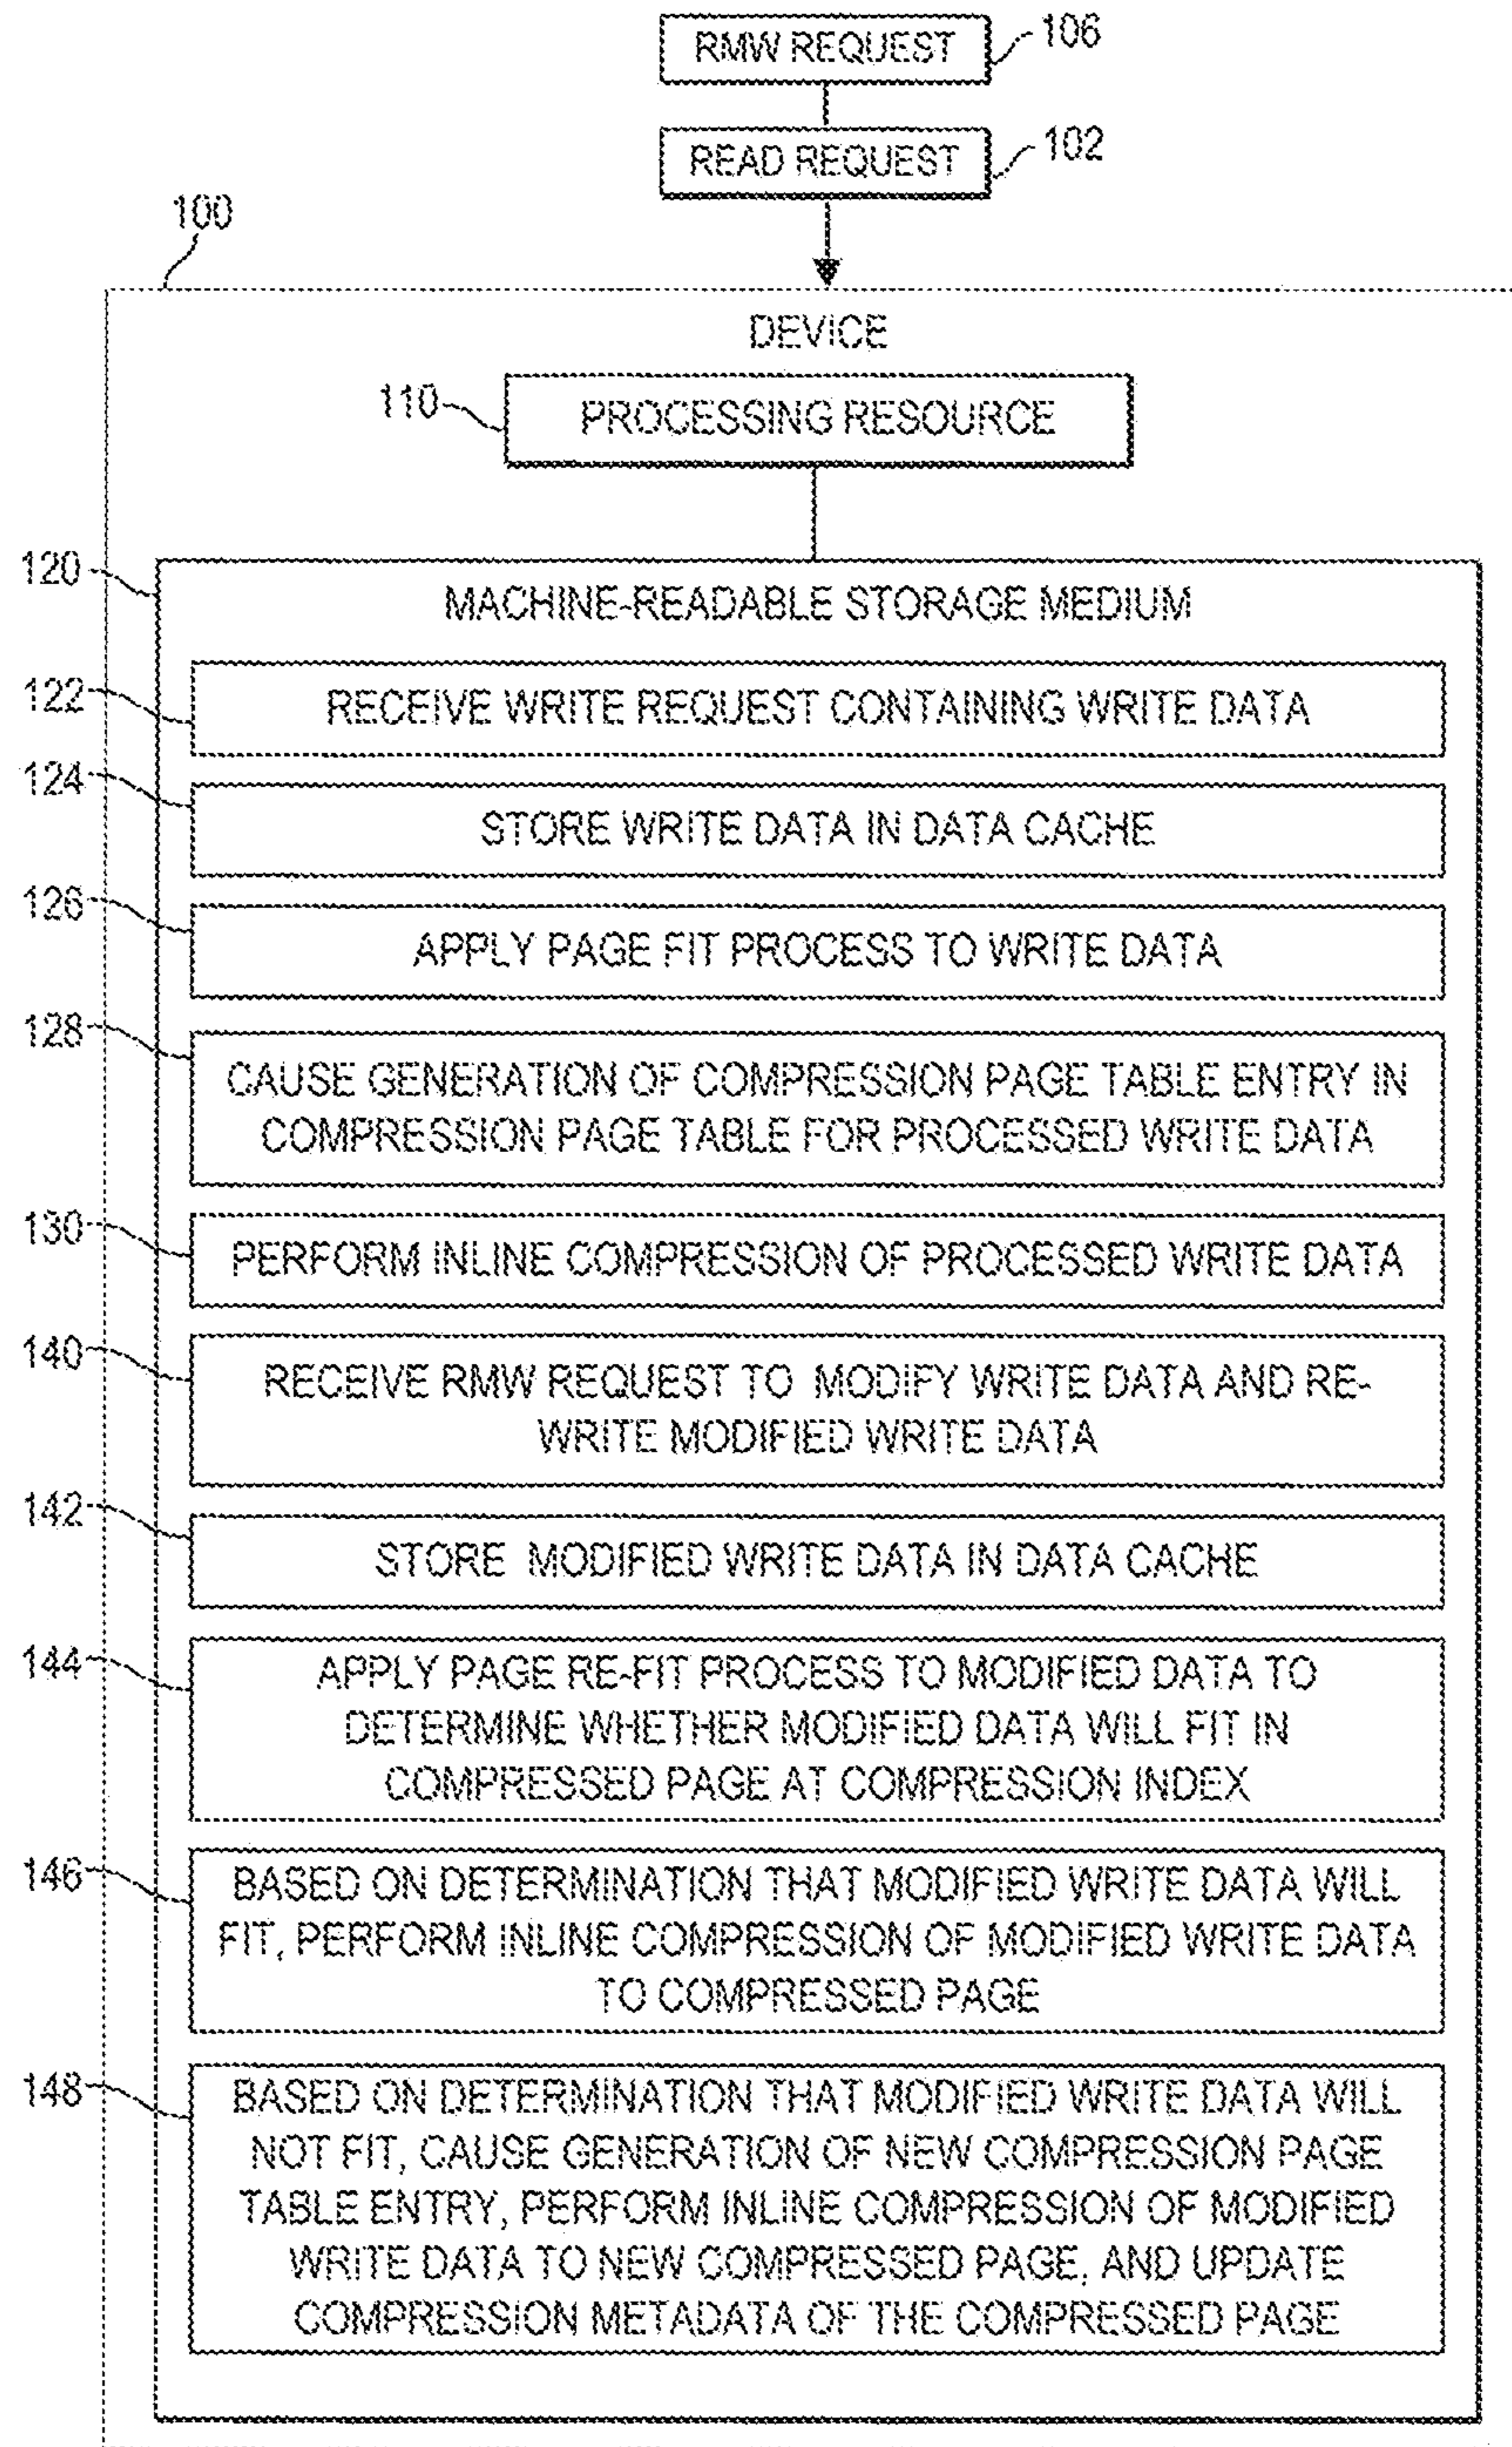 RMW REQUEST
106
READ REQUEST
102
100
DEVICE
110
PROCESSING RESOURCE
120
MACHINE-READABLE STORAGE MEDIUM
122
RECEIVE WRITE REQUEST CONTAINING WRITE DATA
124
STORE WRITE DATA IN DATA CACHE
126
APPLY PAGE FIT PROCESS TO WRITE DATA
128
CAUSE GENERATION OF COMPRESSION PAGE TABLE ENTRY IN
COMPRESSION PAGE TABLE FOR PROCESSED WRITE DATA
130
PERFORM INLINE COMPRESSION OF PROCESSED WRITE DATA
140
RECEIVE RMW REQUEST TO MODIFY WRITE DATA AND RE-
WRITE MODIFIED WRITE DATA
142
STORE MODIFIED WRITE DATA IN DATA CACHE
144
APPLY PAGE RE-FIT PROCESS TO MODIFIED DATA TO
DETERMINE WHETHER MODIFIED DATA WILL FIT IN
COMPRESSED PAGE AT COMPRESSION INDEX
146
BASED ON DETERMINATION THAT MODIFIED WRITE DATA WILL
FIT, PERFORM INLINE COMPRESSION OF MODIFIED WRITE DATA
TO COMPRESSED PAGE
148
BASED ON DETERMINATION THAT MODIFIED WRITE DATA WILL
NOT FIT, CAUSE GENERATION OF NEW COMPRESSION PAGE
TABLE ENTRY, PERFORM INLINE COMPRESSION OF MODIFIED
WRITE DATA TO NEW COMPRESSED PAGE, AND UPDATE
COMPRESSION METADATA OF THE COMPRESSED PAGE